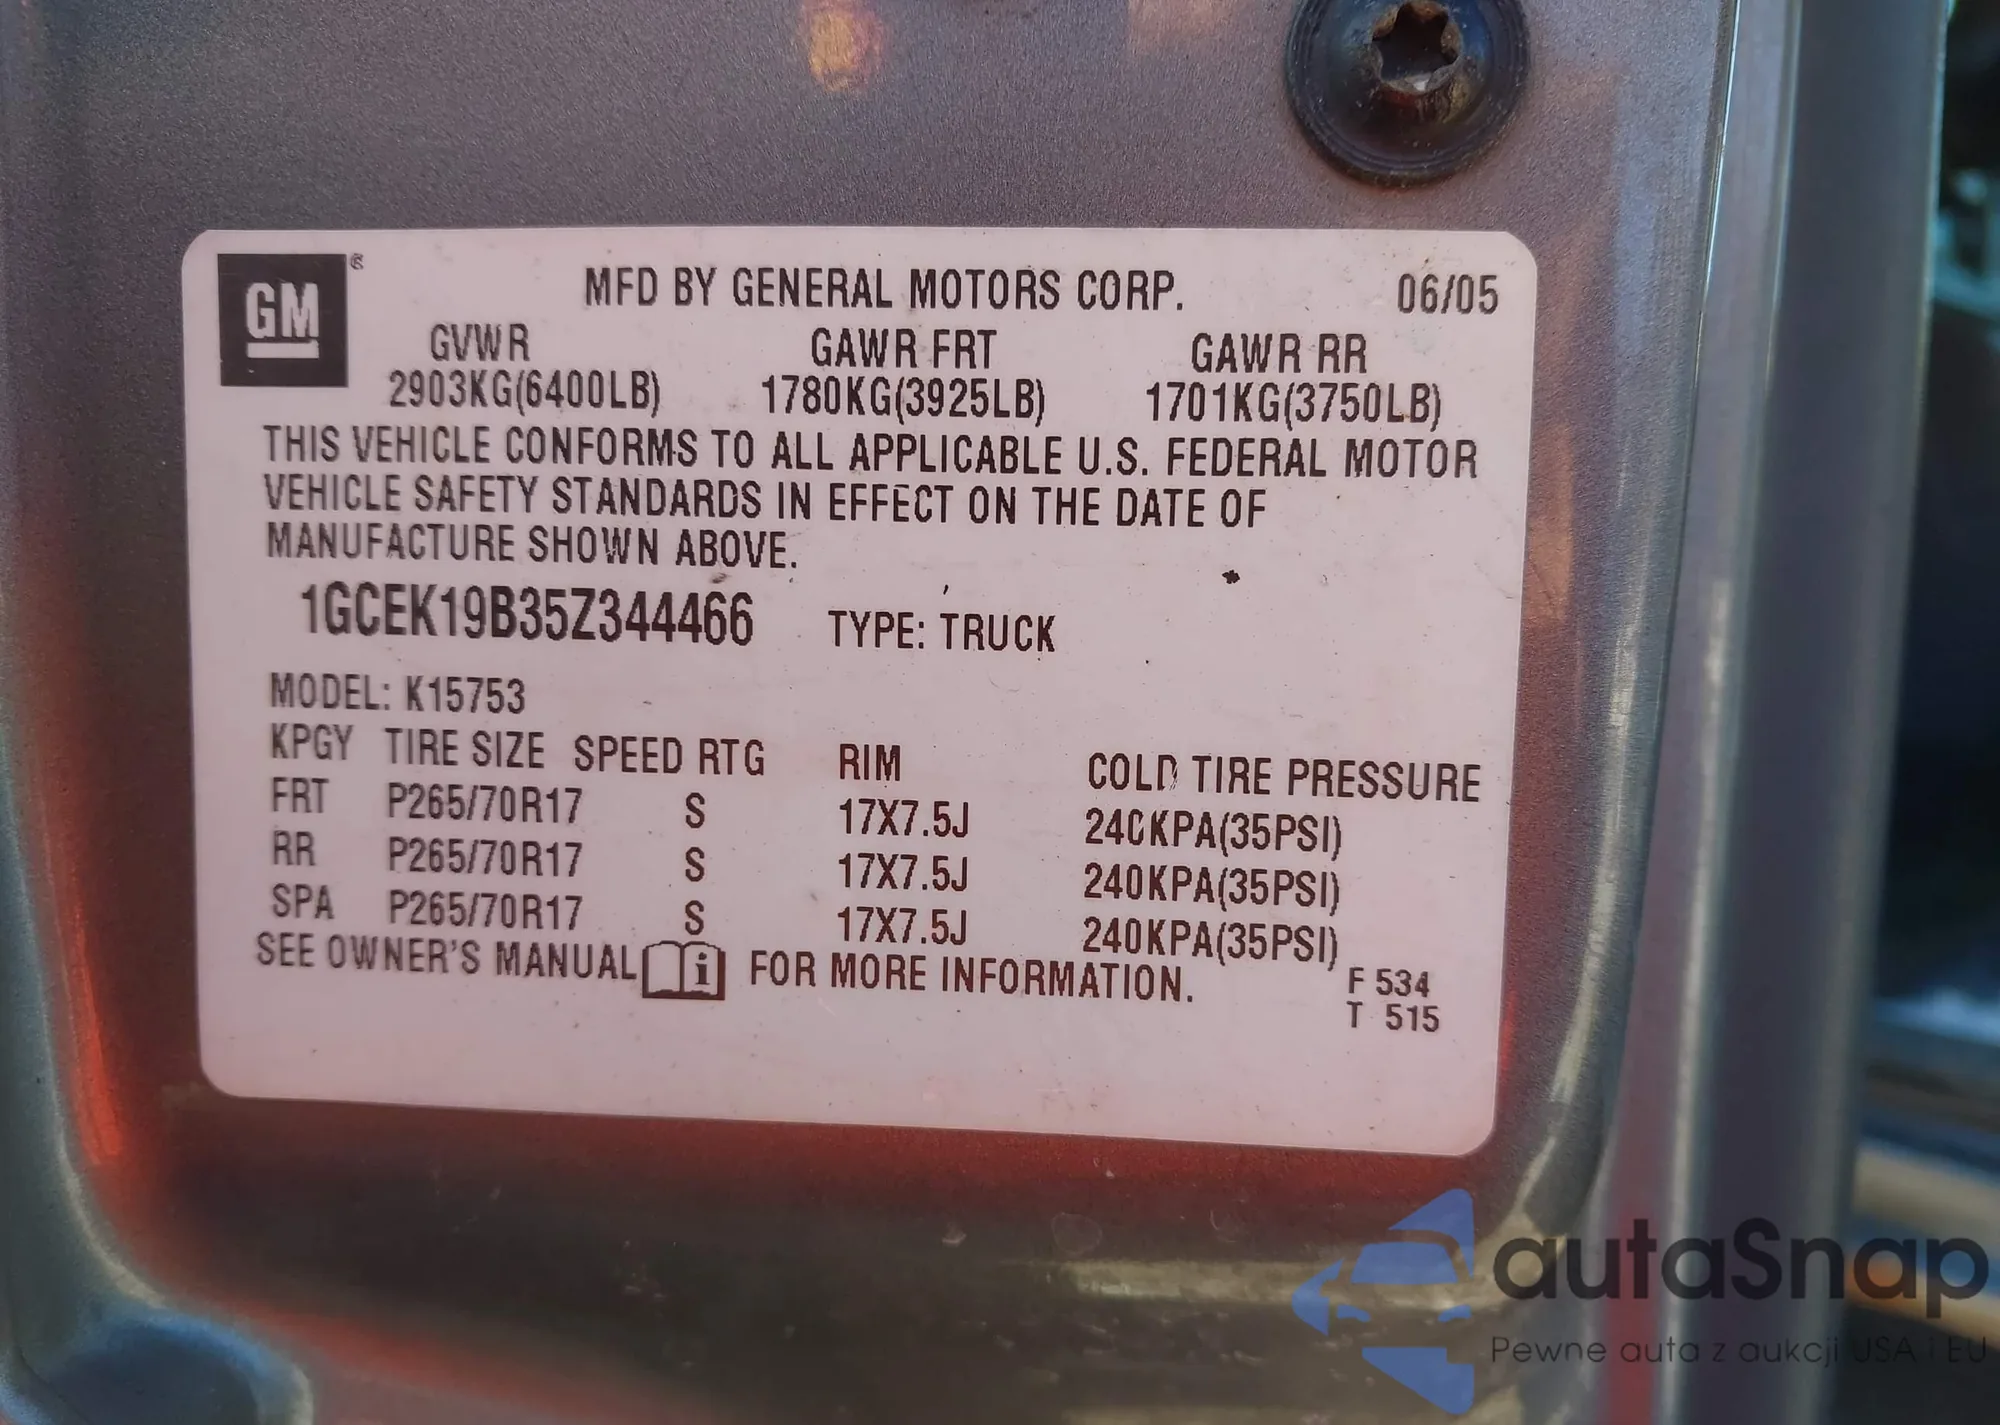 GM ®
MFD BY GENERAL MOTORS CORP. 06/05
GVWR GAWR FRT GAWR RR
2903KG(6400LB) 1780KG(3925LB) 1701KG(3750LB)
THIS VEHICLE CONFORMS TO ALL APPLICABLE U.S. FEDERAL MOTOR
VEHICLE SAFETY STANDARDS IN EFFECT ON THE DATE OF
MANUFACTURE SHOWN ABOVE.
1GCEK19B35Z344466 TYPE: TRUCK
MODEL: K15753
KPGY TIRE SIZE SPEED RTG RIM COLD TIRE PRESSURE
FRT P265/70R17 S 17X7.5J 240KPA(35PSI)
RR P265/70R17 S 17X7.5J 240KPA(35PSI)
SPA P265/70R17 S 17X7.5J 240KPA(35PSI)
SEE OWNER'S MANUAL i FOR MORE INFORMATION.
F 534
T 515
autaSnap
Pewne auta z aukcji USA i EU